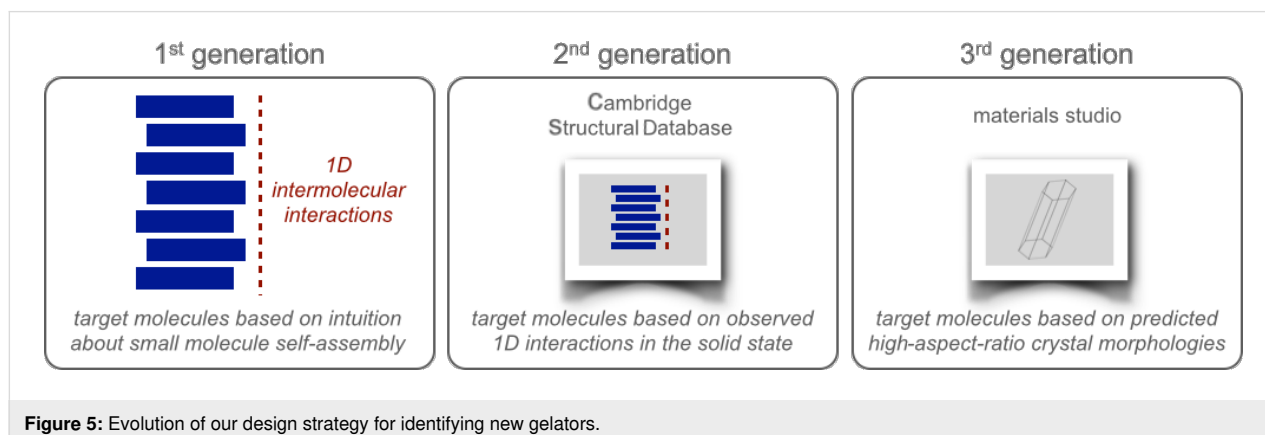 1st generation
1D
intermolecular
interactions
target molecules based on intuition
about small molecule self-assembly
2nd generation
Cambridge
Structural Database
target molecules based on observed
1D interactions in the solid state
3rd generation
materials studio
target molecules based on predicted
high-aspect-ratio crystal morphologies
Figure 5: Evolution of our design strategy for identifying new gelators.